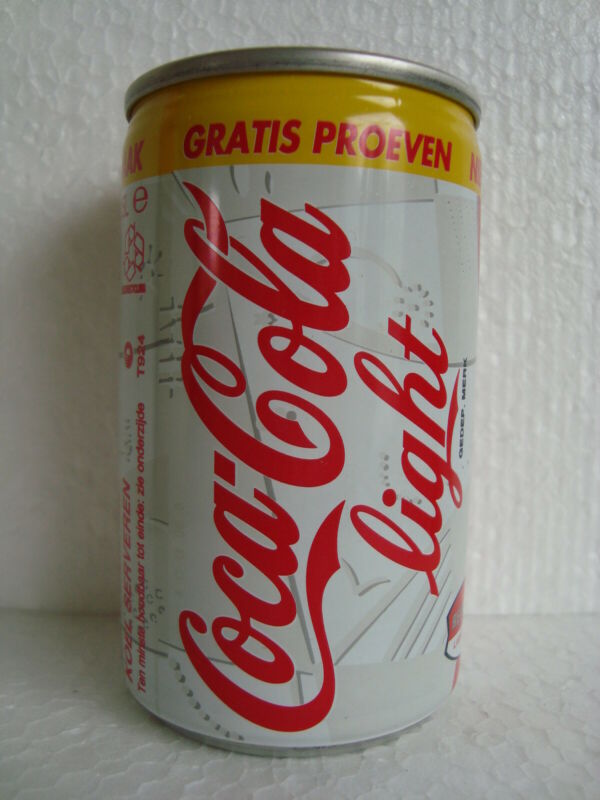 GRATIS PROEVEN
Coca-Cola
light
GEDEP. MERK
KOEL SERVEREN
Ten minste houdbaar tot einde: zie onderzijde T924
e